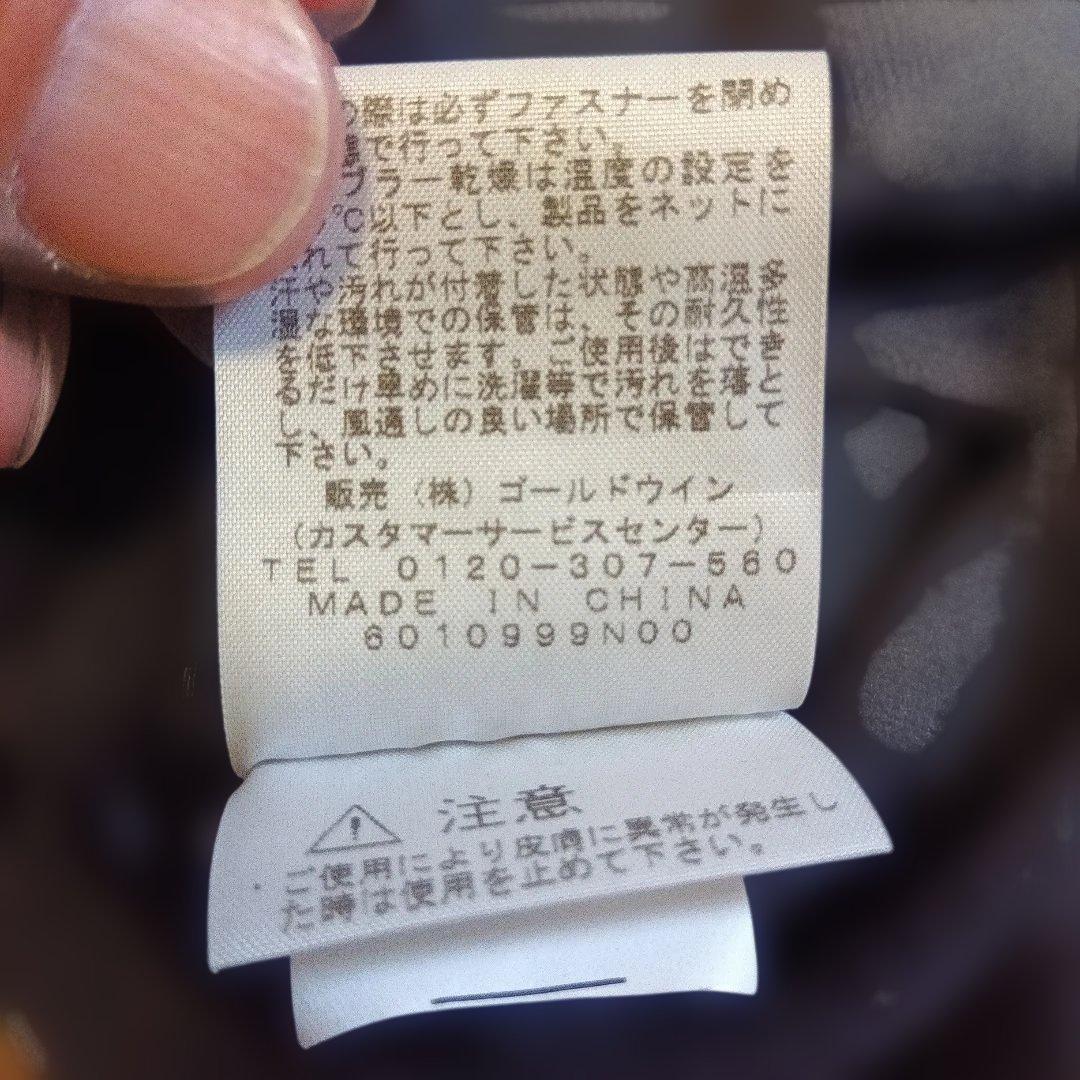 際は必ずファスナーを閉め
で行って下さい。
ブラー乾燥は温度の設定を
℃以下とし、製品をネットに
れて行って下さい。
汗や汚れが付着した状態や高温多
湿な環境での保管は、その耐久性
を低下させます。ご使用後はでき
るだけ早めに洗濯等で汚れを落と
し、風通しの良い場所で保管して
下さい。
販売（株）ゴールドウイン
（カスタマーサービスセンター）
TEL 0120-307-560
MADE IN CHINA
6010999N00
注意
ご使用により皮膚に異常が発生し
た時は使用を止めて下さい。